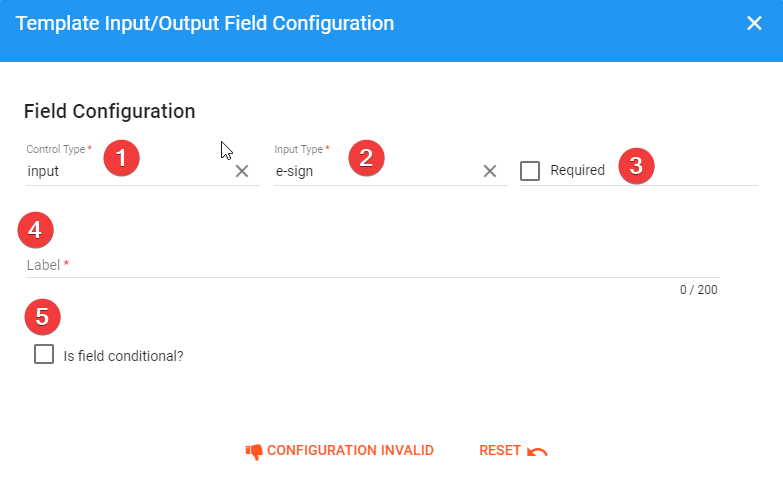 Template Input/Output Field Configuration
Field Configuration
Control Type * 1 Input Type * 2
input e-sign Required 3
4
Label *
0 / 200
5
Is field conditional?
CONFIGURATION INVALID RESET